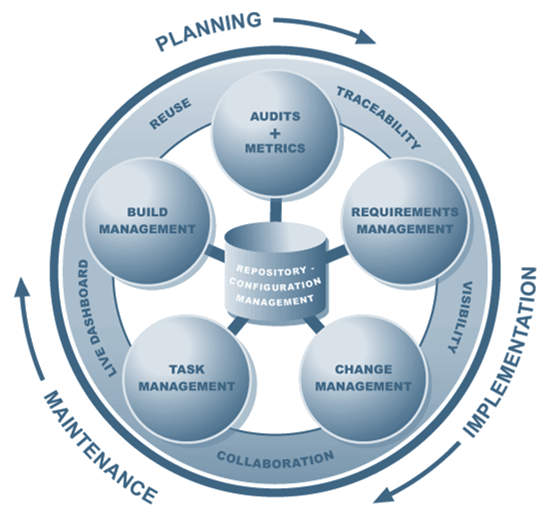 PLANNING
REUSE
AUDITS
+
METRICS
TRACEABILITY
BUILD
MANAGEMENT
REQUIREMENTS
MANAGEMENT
REPOSITORY -
CONFIGURATION
MANAGEMENT
LIVE DASHBOARD
VISIBILITY
IMPLEMENTATION
TASK
MANAGEMENT
CHANGE
MANAGEMENT
MAINTENANCE
COLLABORATION